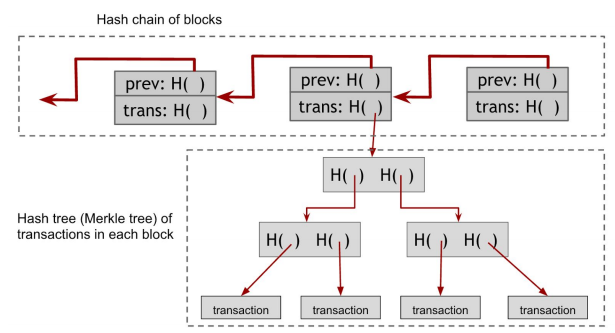 Hash chain of blocks
prev: H( )
trans: H( )
prev: H( )
trans: H( )
prev: H( )
trans: H( )
H( ) H( )
Hash tree (Merkle tree) of
transactions in each block
H( ) H( )
H( ) H( )
transaction
transaction
transaction
transaction